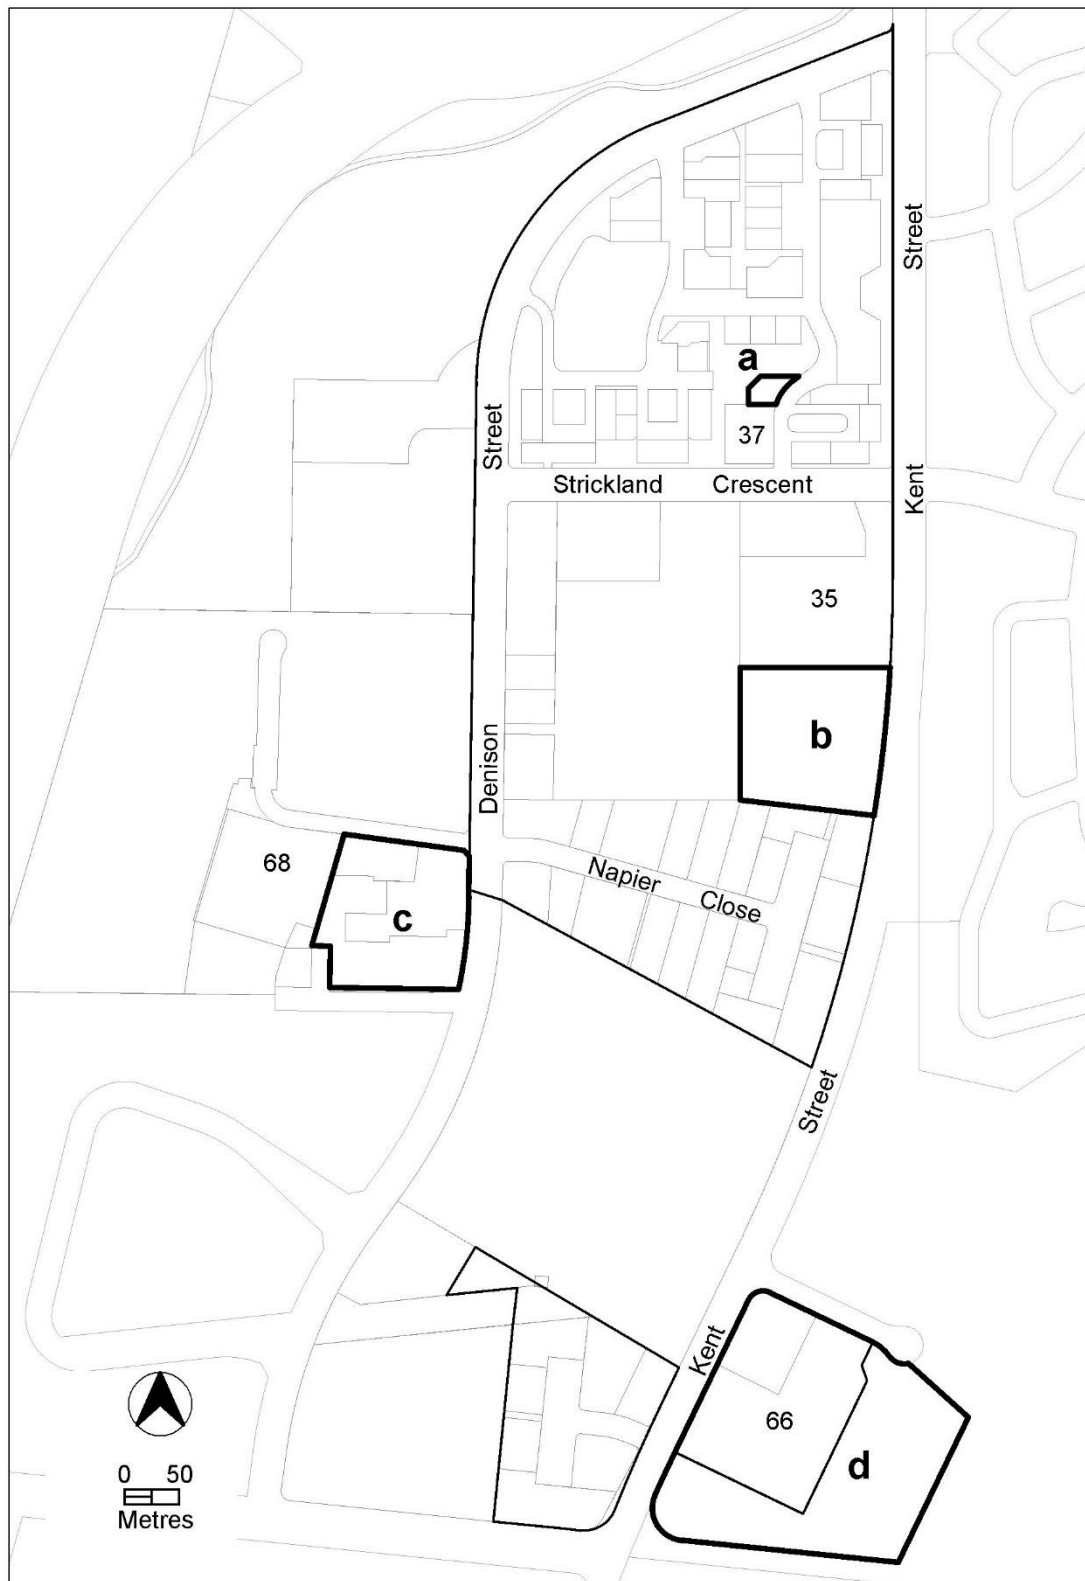 Street
a
Street
37
Strickland Crescent
Kent
35
b
Denison
68
Napier Close
c
Street
Kent
66
d
0 50
Metres